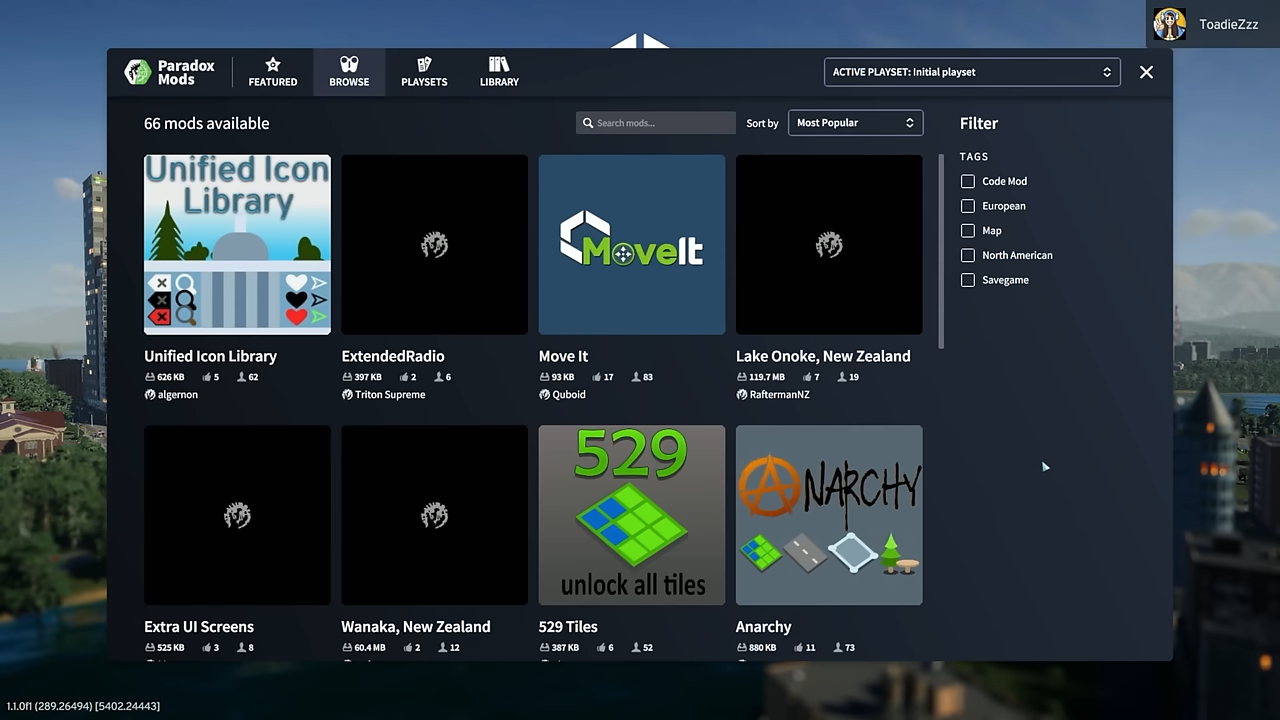 ToadieZzz
Paradox
Mods
FEATURED
BROWSE
PLAYSETS
LIBRARY
ACTIVE PLAYSET: Initial playset
66 mods available
Search mods...
Sort by
Most Popular
Filter
TAGS
Code Mod
European
Map
North American
Savegame
Unified Icon
Library
MoveIt
Unified Icon Library
626 KB 5 62
algernon
ExtendedRadio
397 KB 2 6
Triton Supreme
Move It
93 KB 17 83
Quboid
Lake Onoke, New Zealand
119.7 MB 7 19
RaftermanNZ
529
unlock all tiles
ANARCHY
Extra UI Screens
525 KB 3 8
Wanaka, New Zealand
60.4 MB 2 12
529 Tiles
387 KB 6 52
Anarchy
880 KB 11 73
1.1.0f1 (289.26494) [5402.24443]